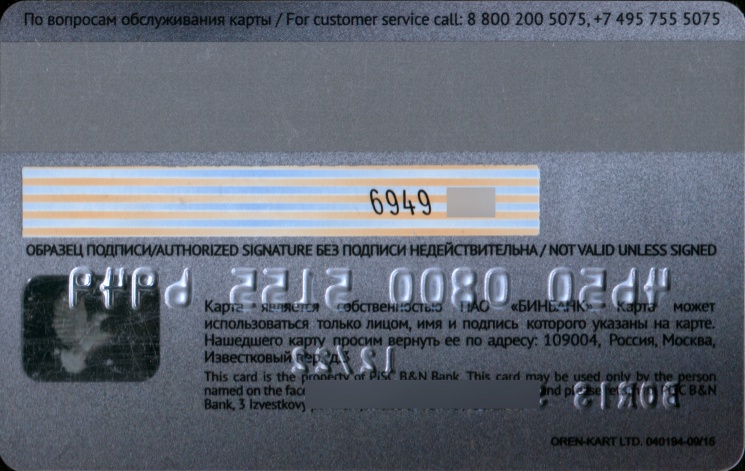 По вопросам обслуживания карты / For customer service call: 8 800 200 5075, +7 495 755 5075
6949
ОБРАЗЕЦ ПОДПИСИ/AUTHORIZED SIGNATURE БЕЗ ПОДПИСИ НЕДЕЙСТВИТЕЛЬНА / NOT VALID UNLESS SIGNED
Карта является собственностью ПАО «БИНБАНК» Карта может
использоваться только лицом, имя и подпись которого указаны на карте.
Нашедшего карту просим вернуть ее по адресу: 109004, Россия, Москва,
Известковый пер.
This card is the property of PJSC B&N Bank. This card may be used only by the person
named on the face and please return PJSC B&N
Bank, 3 Izvestkovy
OREN-KART LTD. 040194-09/15